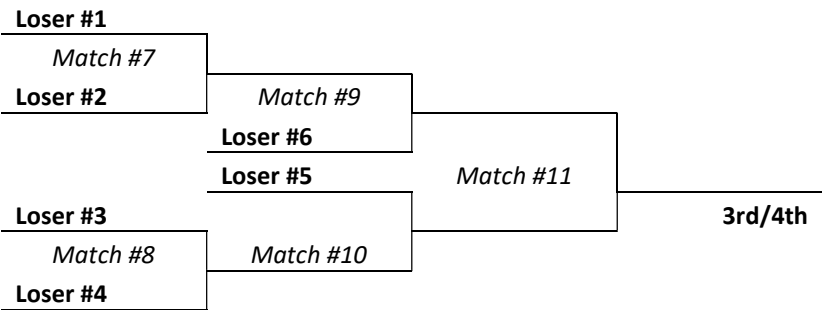 Loser #1
Match #7
Loser #2
Match #9
Loser #6
Loser #5
Match #11
Loser #3
3rd/4th
Match #8
Match #10
Loser #4